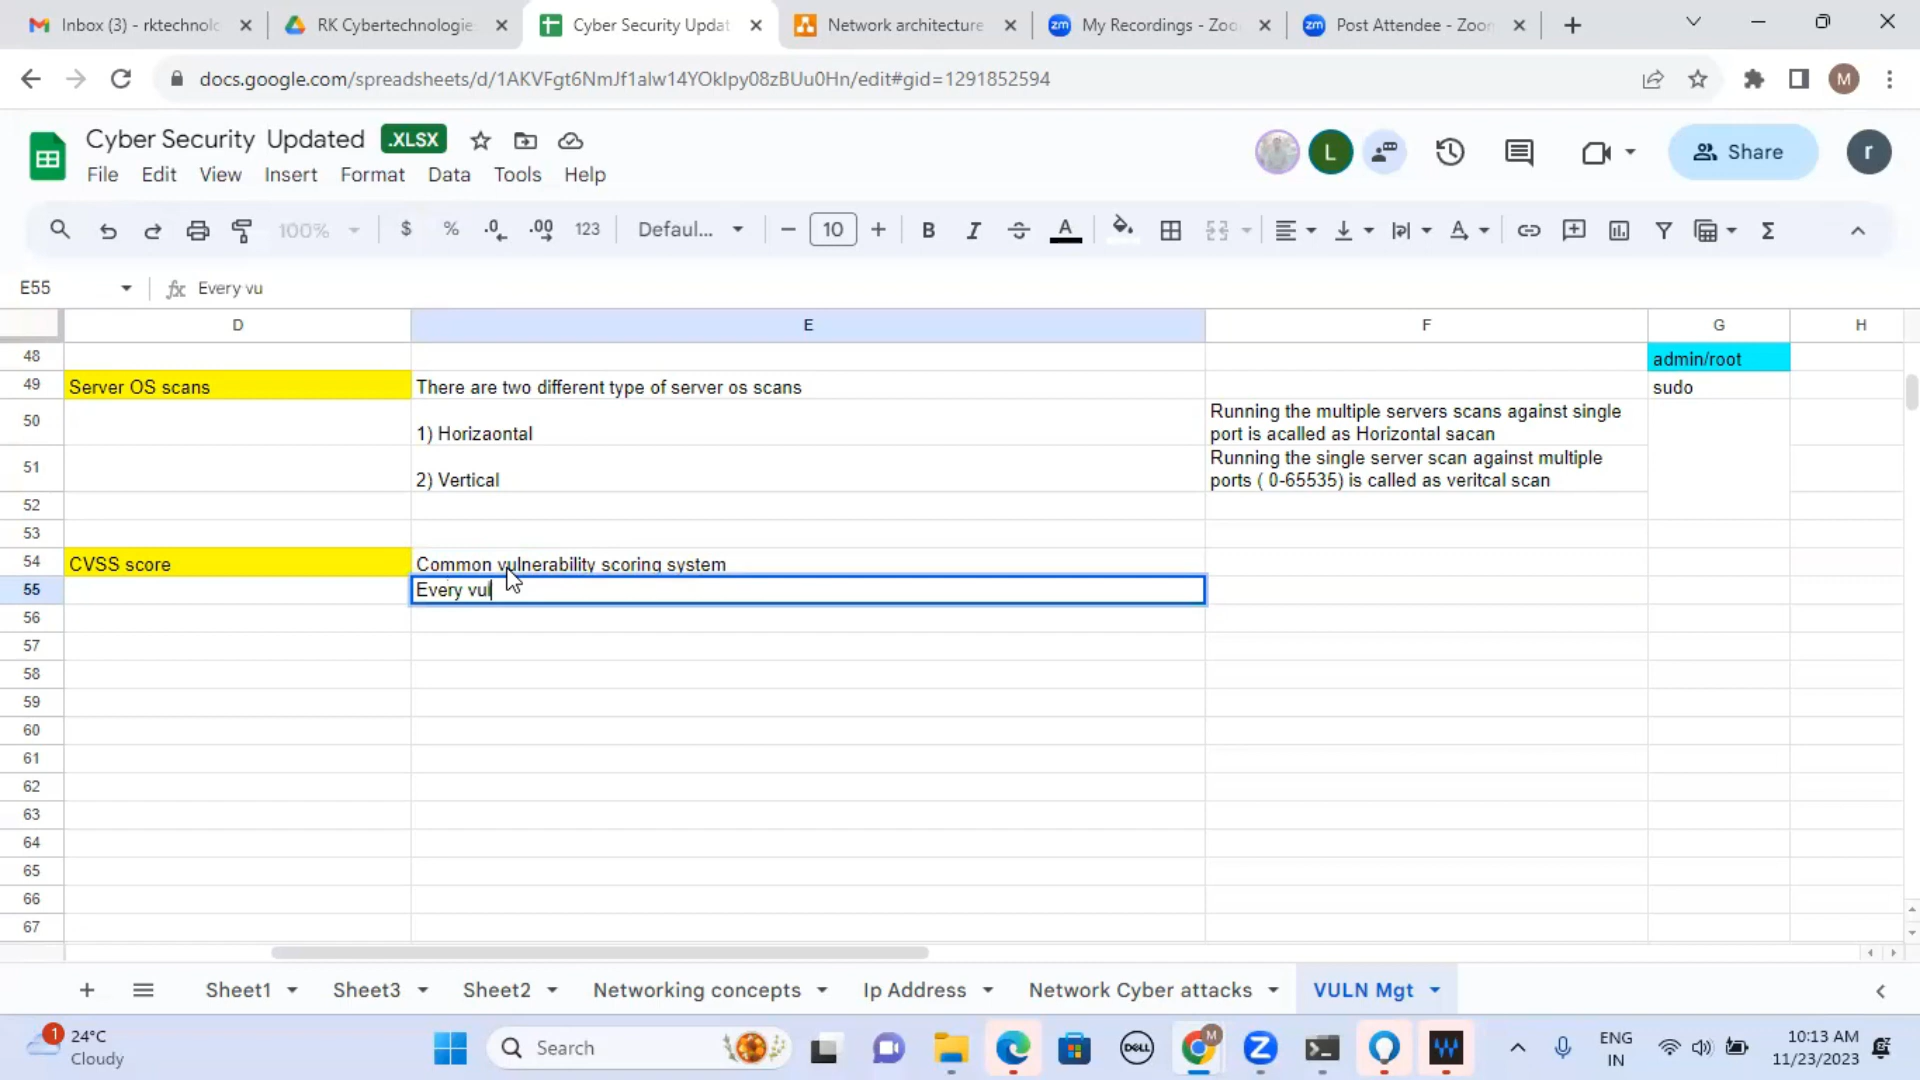 Inbox (3) - rktechnolo
RK Cybertechnologie
Cyber Security Updat
Network architecture
My Recordings - Zoo
Post Attendee - Zoom
docs.google.com/spreadsheets/d/1AKVFgt6NmJf1alw14YOkIpy08zBUu0Hn/edit#gid=1291852594
M
Cyber Security Updated .XLSX
L
Share
r
File Edit View Insert Format Data Tools Help
100% $ % .0 .00 123 Defaul... 10 B I A
E55 fx Every vu
D E F G H
48 admin/root
49 Server OS scans There are two different type of server os scans sudo
50 1) Horizaontal Running the multiple servers scans against single
port is acalled as Horizontal sacan
51 2) Vertical Running the single server scan against multiple
ports ( 0-65535) is called as veritcal scan
52
53
54 CVSS score Common vulnerability scoring system
55 Every vul
56
57
58
59
60
61
62
63
64
65
66
67
Sheet1 Sheet3 Sheet2 Networking concepts Ip Address Network Cyber attacks VULN Mgt
1 24°C
Cloudy
Search
DELL
M
ENG
IN
10:13 AM
11/23/2023